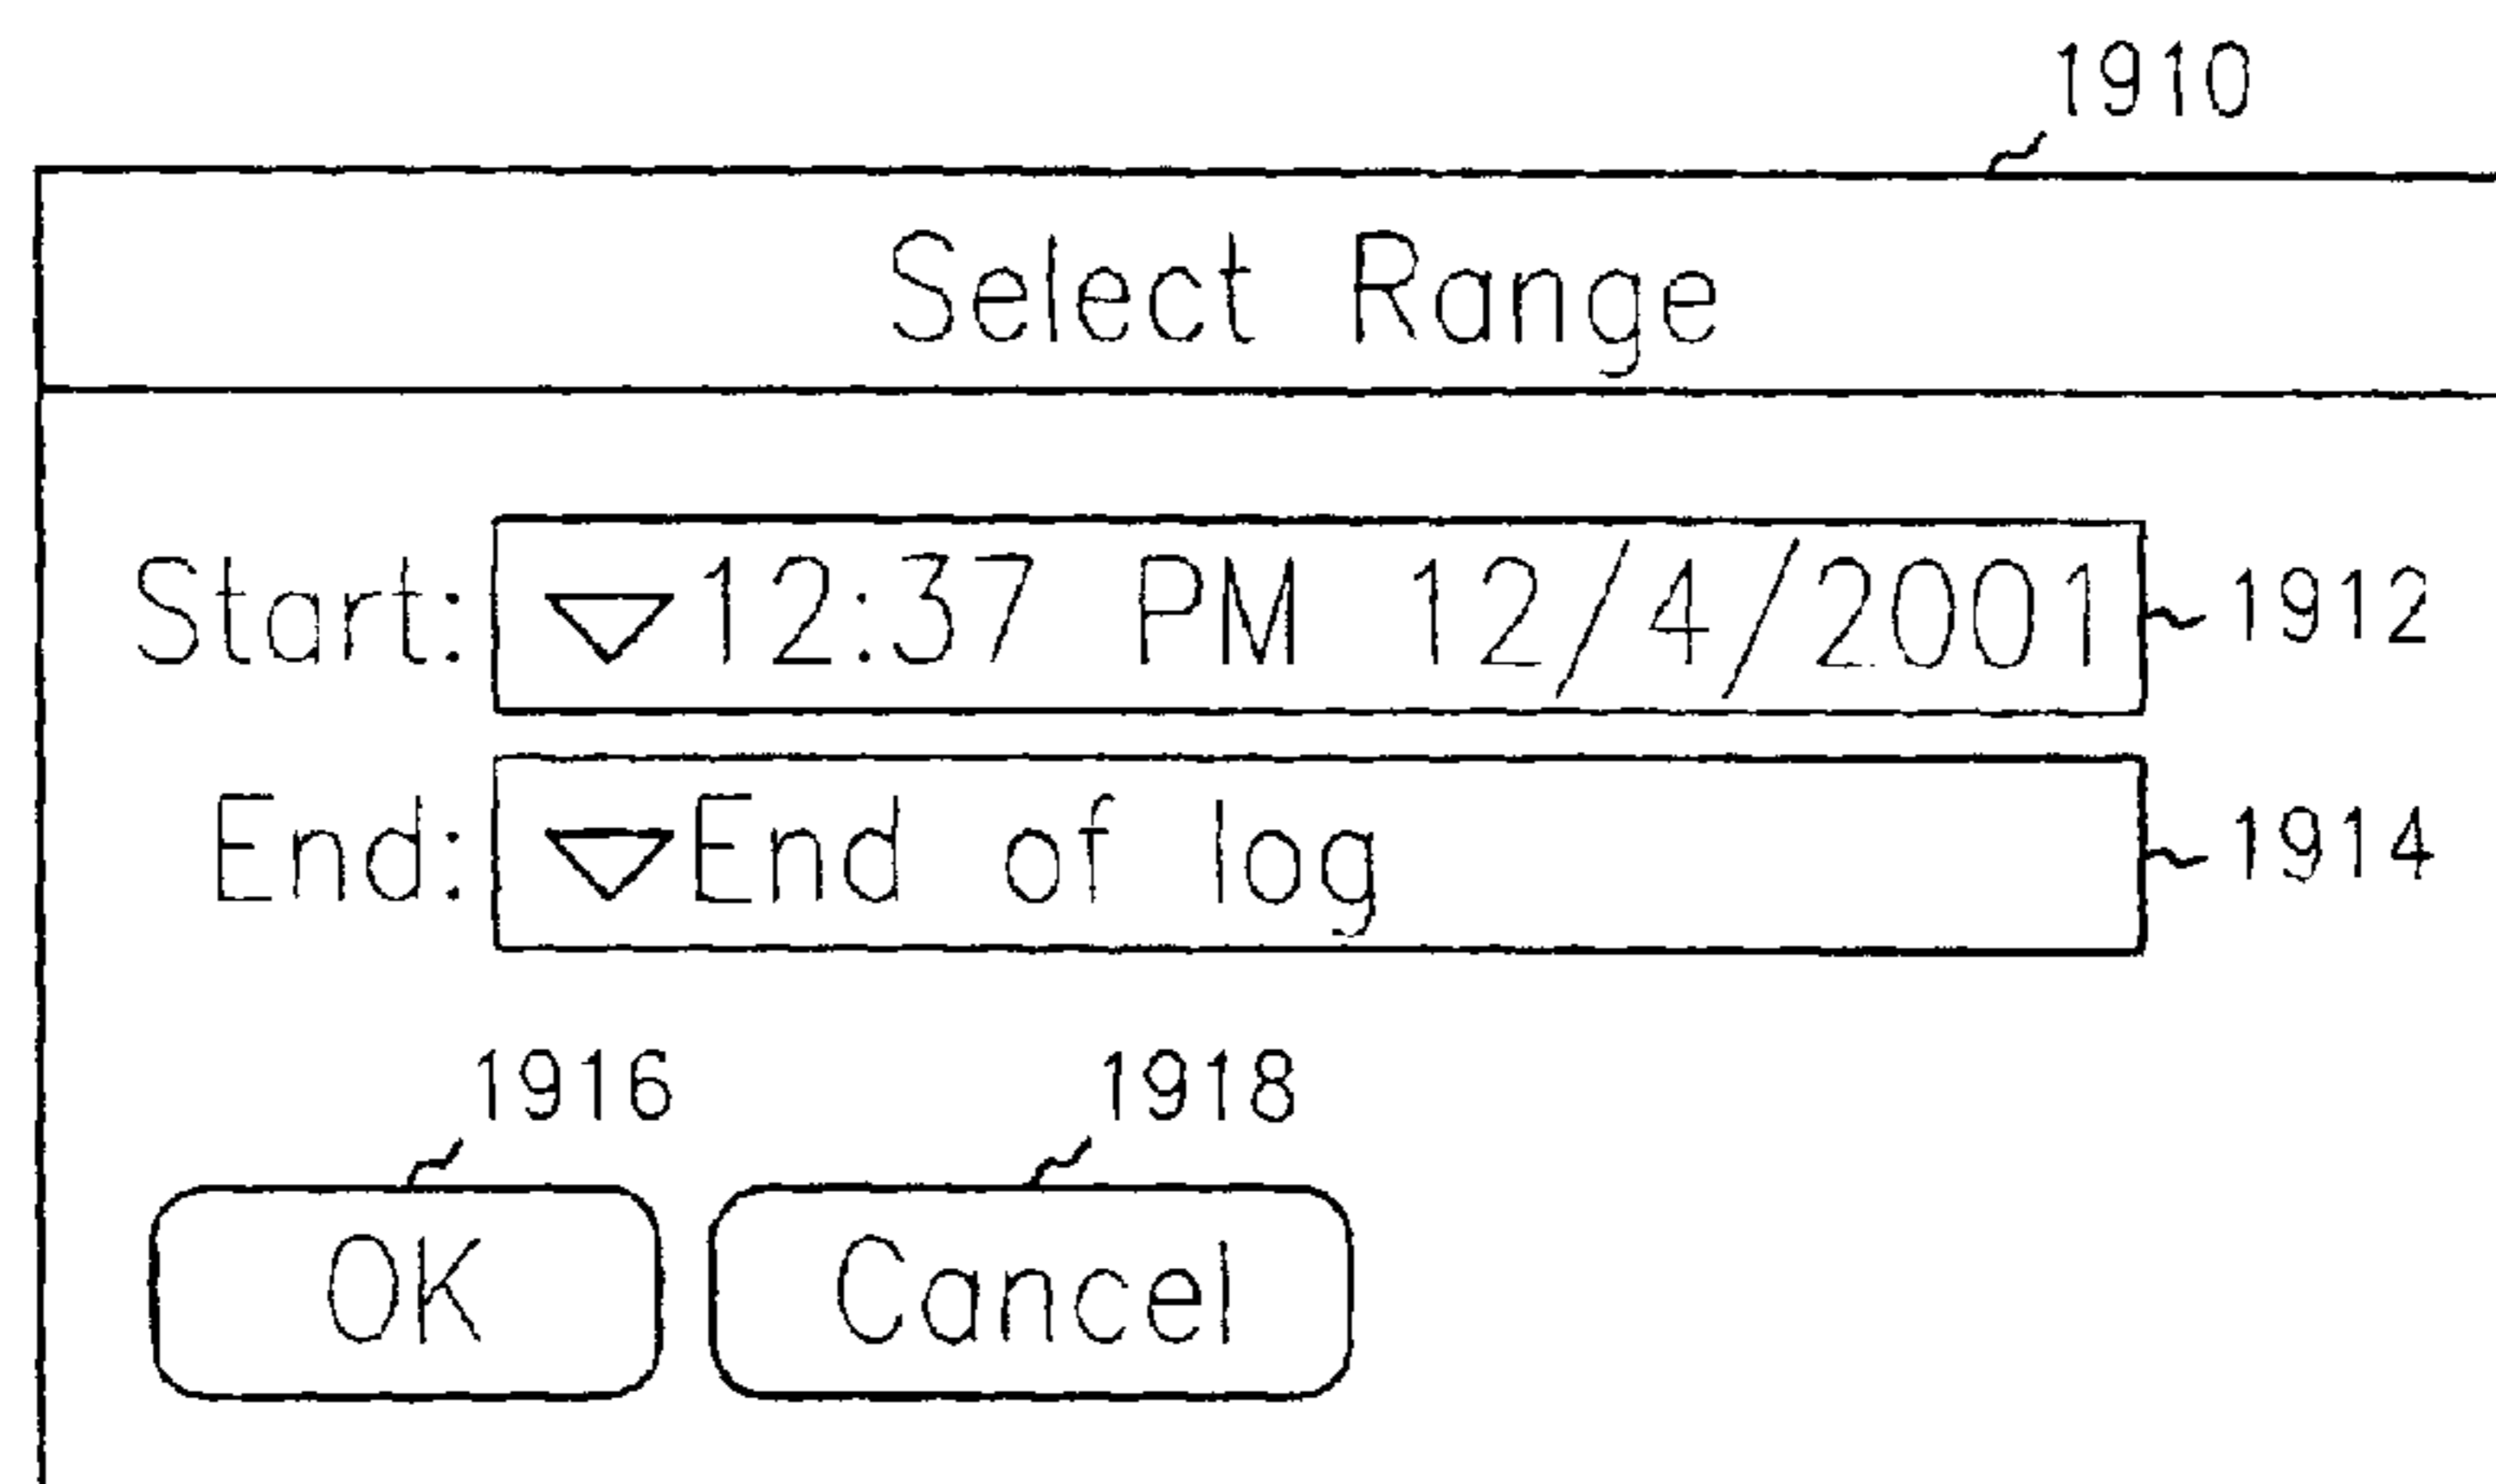 1910
Select Range
Start: 12:37 PM 12/4/2001 1912
End: End of log 1914
1916 1918
OK Cancel